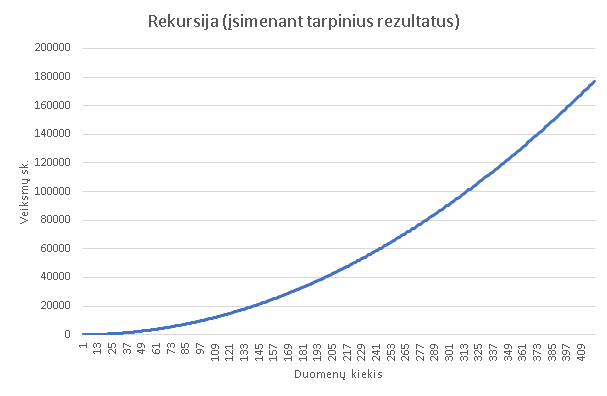 Rekursija (įsimenant tarpinius rezultatus)
200000
180000
160000
140000
120000
100000
80000
60000
40000
20000
0
Veiksmų sk.
1 13 25 37 49 61 73 85 97 109 121 133 145 157 169 181 193 205 217 229 241 253 265 277 289 301 313 325 337 349 361 373 385 397 409
Duomenų kiekis